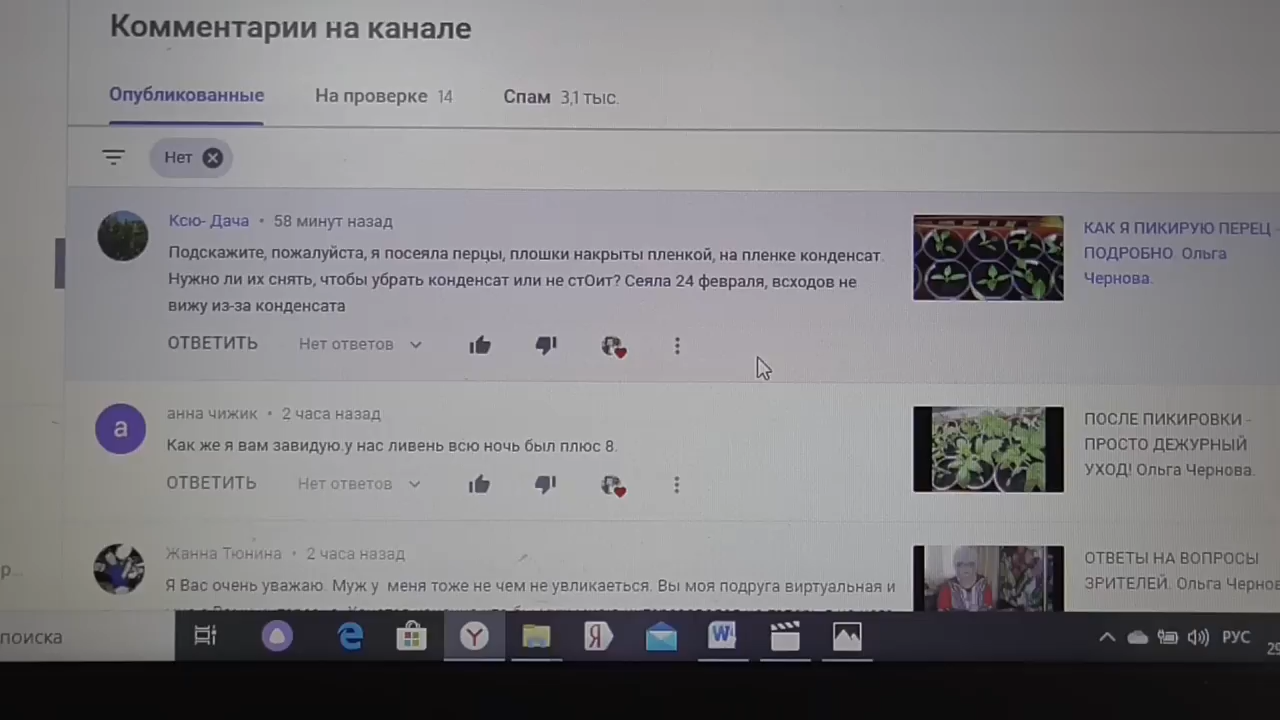 Комментарии на канале
Опубликованные
На проверке 14
Спам 3,1 тыс.
Нет
Ксю- Дача • 58 минут назад
Подскажите, пожалуйста, я посеяла перцы, плошки накрыты пленкой, на пленке конденсат.
Нужно ли их снять, чтобы убрать конденсат или не стОит? Сеяла 24 февраля, всходов не
вижу из-за конденсата
ОТВЕТИТЬ
Нет ответов
КАК Я ПИКИРУЮ ПЕРЕЦ -
ПОДРОБНО. Ольга
Чернова.
а
анна чижик • 2 часа назад
Как же я вам завидую.у нас ливень всю ночь был плюс 8.
ОТВЕТИТЬ
Нет ответов
ПОСЛЕ ПИКИРОВКИ -
ПРОСТО ДЕЖУРНЫЙ
УХОД! Ольга Чернова.
Жанна Тюнина • 2 часа назад
Я Вас очень уважаю. Муж у меня тоже не чем не увликаеться. Вы моя подруга виртуальная и
ОТВЕТЫ НА ВОПРОСЫ
ЗРИТЕЛЕЙ. Ольга Чернов
р...
поиска
e
Y
Я
W
РУС
29